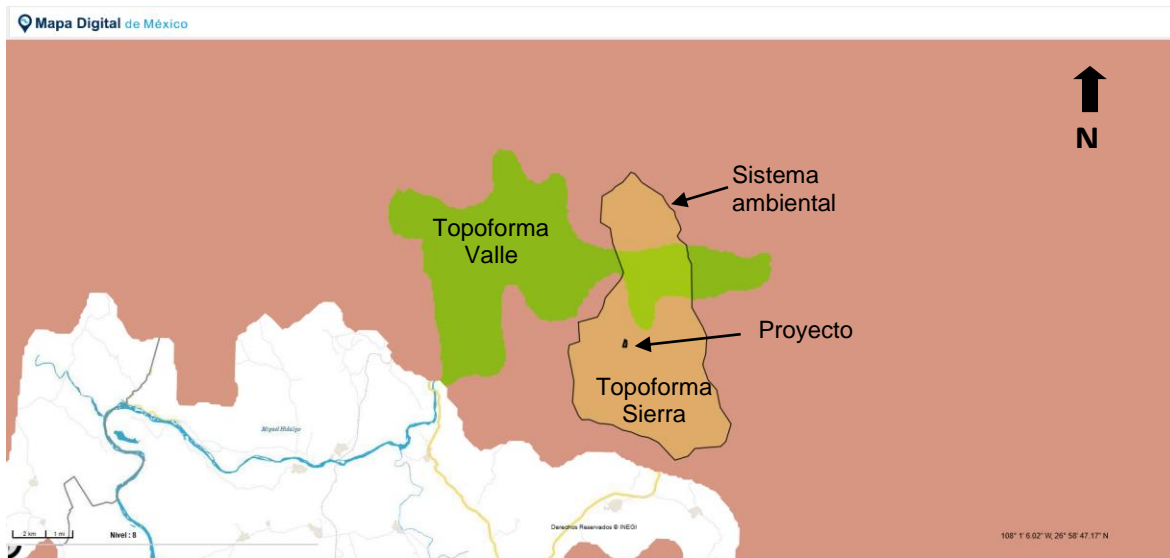 Mapa Digital de México
N
Sistema
ambiental
Topoforma
Valle
Proyecto
Topoforma
Sierra
Miguel Hidalgo
Derechos Reservados © INEGI
2 km 1 mi
Nivel : 8
108° 1' 6.02" W, 26° 58' 47.17" N